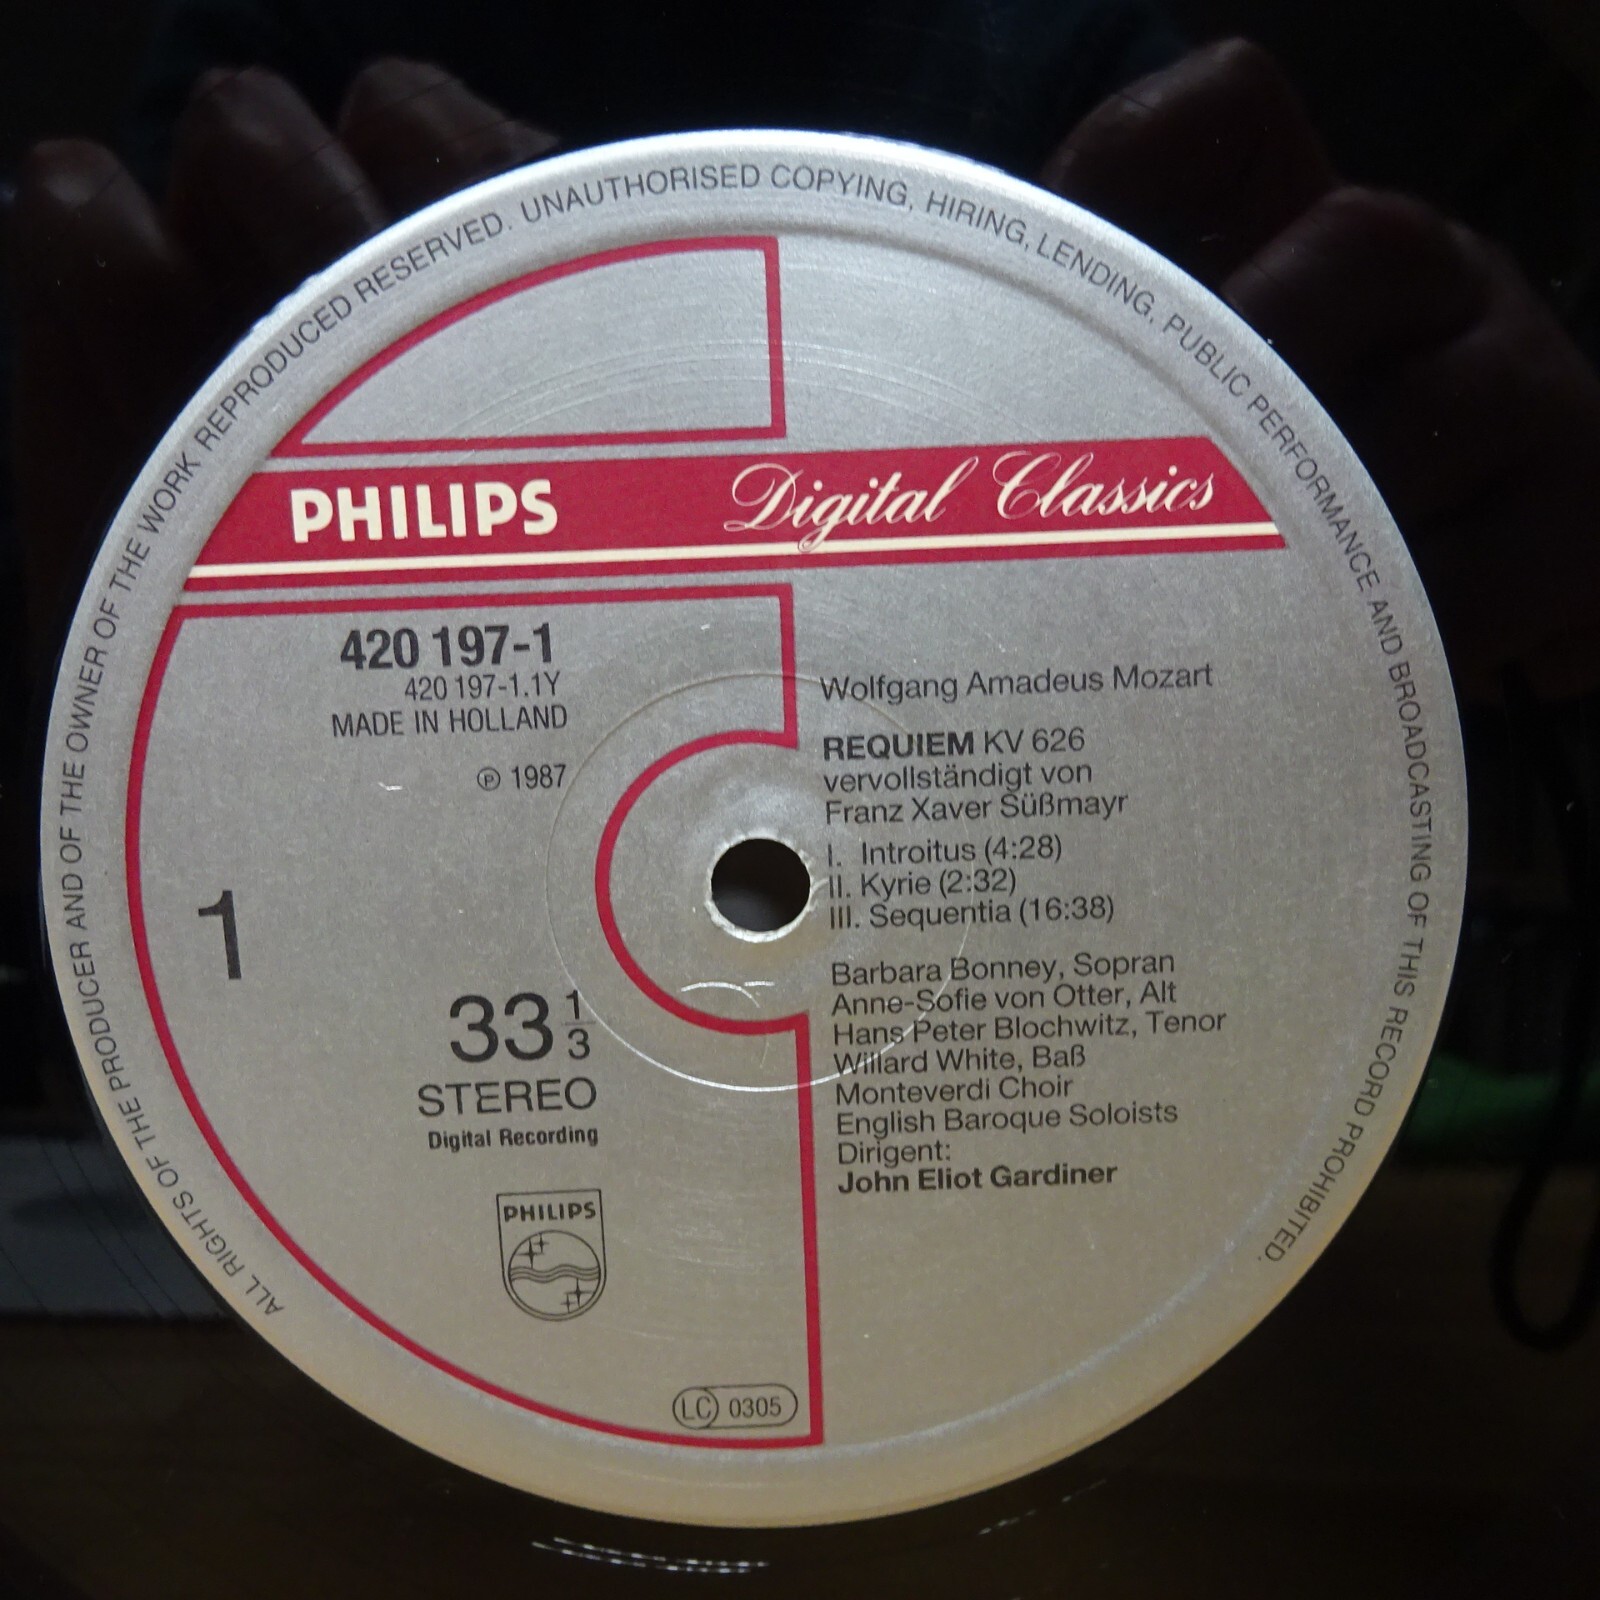 ALL RIGHTS OF THE PRODUCER AND OF THE OWNER OF THE WORK REPRODUCED RESERVED. UNAUTHORISED COPYING, HIRING, LENDING, PUBLIC PERFORMANCE AND BROADCASTING OF THIS RECORD PROHIBITED.
PHILIPS Digital Classics
420 197-1
420 197-1.1Y
MADE IN HOLLAND
℗ 1987
1
33 1/3
STEREO
Digital Recording
PHILIPS
LC 0305
Wolfgang Amadeus Mozart
REQUIEM KV 626
vervollständigt von
Franz Xaver Süßmayr
I. Introitus (4:28)
II. Kyrie (2:32)
III. Sequentia (16:38)
Barbara Bonney, Sopran
Anne-Sofie von Otter, Alt
Hans Peter Blochwitz, Tenor
Willard White, Baß
Monteverdi Choir
English Baroque Soloists
Dirigent:
John Eliot Gardiner